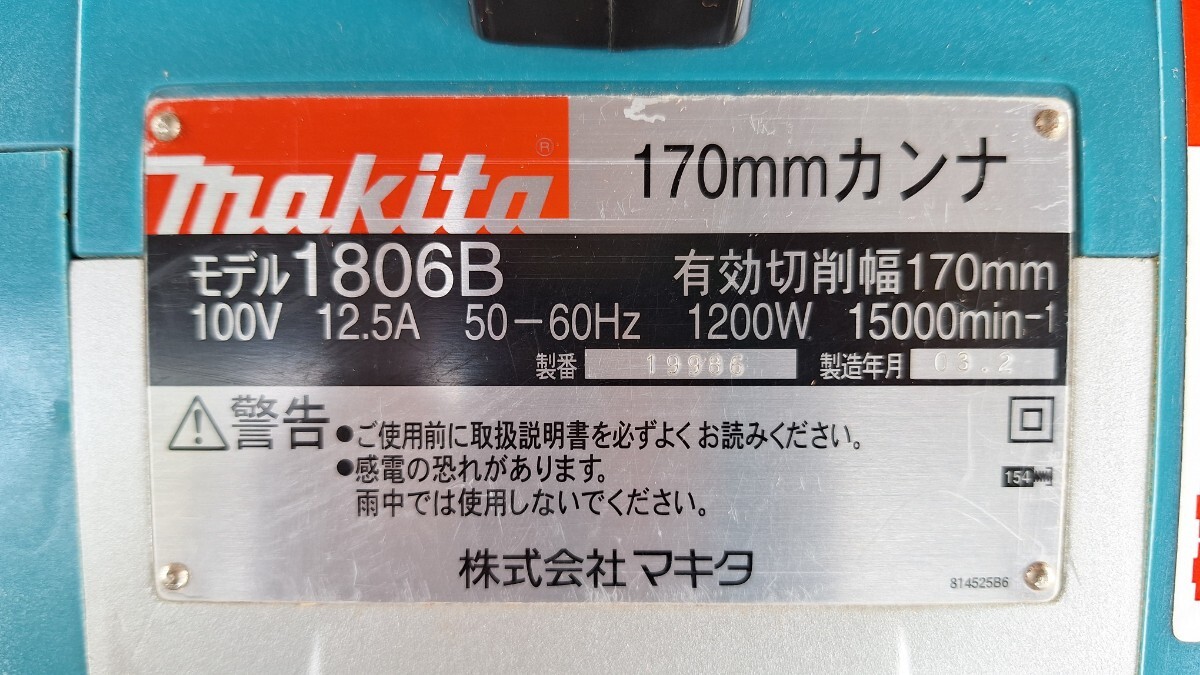 makita®
170mmカンナ
モデル1806B 有効切削幅170mm
100V 12.5A 50-60Hz 1200W 15000min-1
製番 19986 製造年月 03.2
警告
●ご使用前に取扱説明書を必ずよくお読みください。
●感電の恐れがあります。
雨中では使用しないでください。
154
株式会社マキタ
814525B6